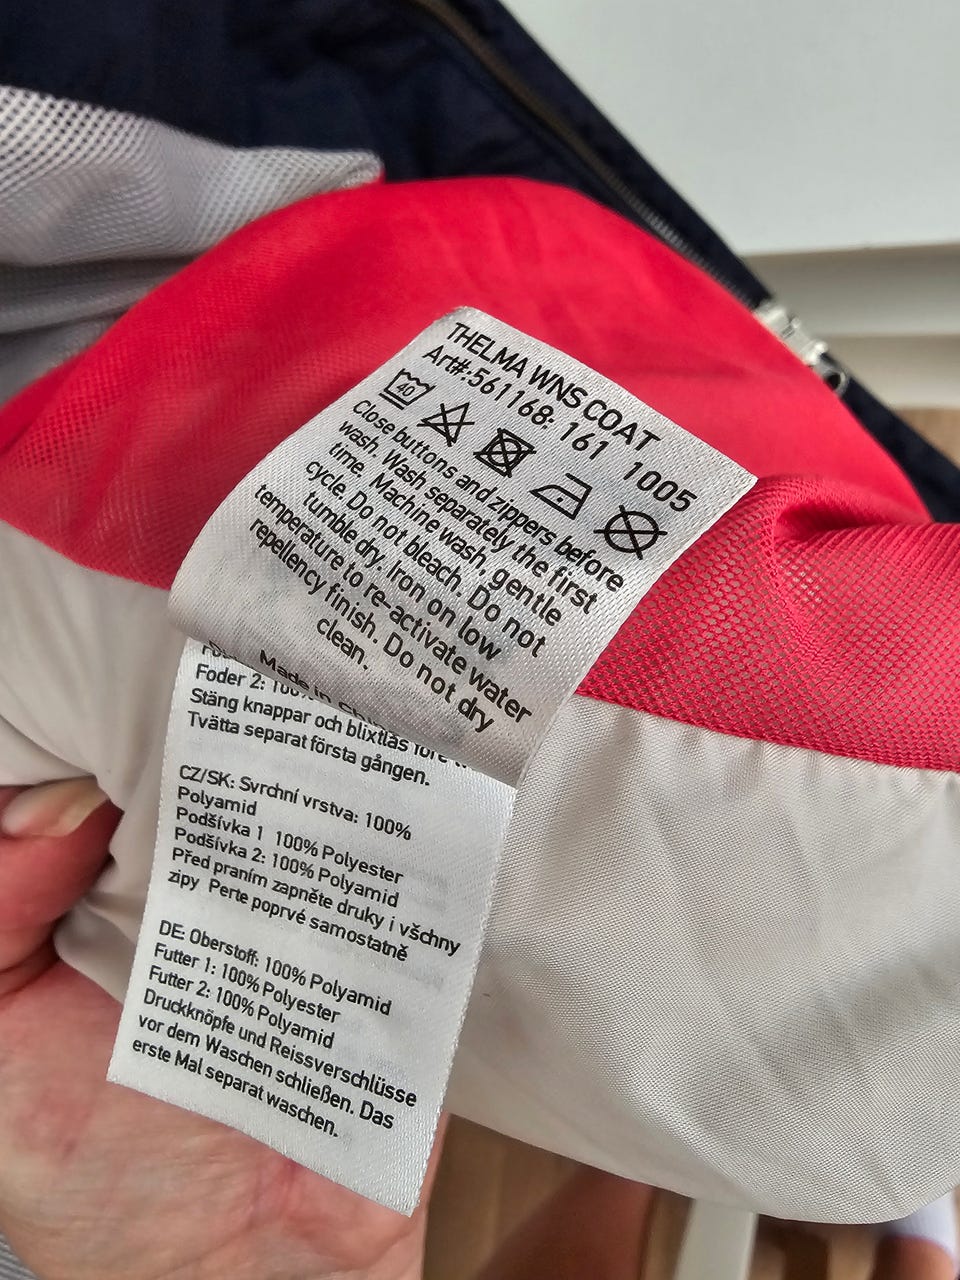 THELMA WNS COAT
Art#:561168: 161 1005
40
Close buttons and zippers before
wash. Wash separately the first
time. Machine wash, gentle
cycle. Do not bleach. Do not
tumble dry. Iron on low
temperature to re-activate water
repellency finish. Do not dry
clean.
Made in
Foder 2: 100%
Stäng knappar och blixtlås före
Tvätta separat första gången.
CZ/SK: Svrchní vrstva: 100%
Polyamid
Podšívka 1 100% Polyester
Podšívka 2: 100% Polyamid
Před praním zapněte druky i všchny
zipy Perte poprvé samostatně
DE: Oberstoff: 100% Polyamid
Futter 1: 100% Polyester
Futter 2: 100% Polyamid
Druckknöpfe und Reissverschlüsse
vor dem Waschen schließen. Das
erste Mal separat waschen.